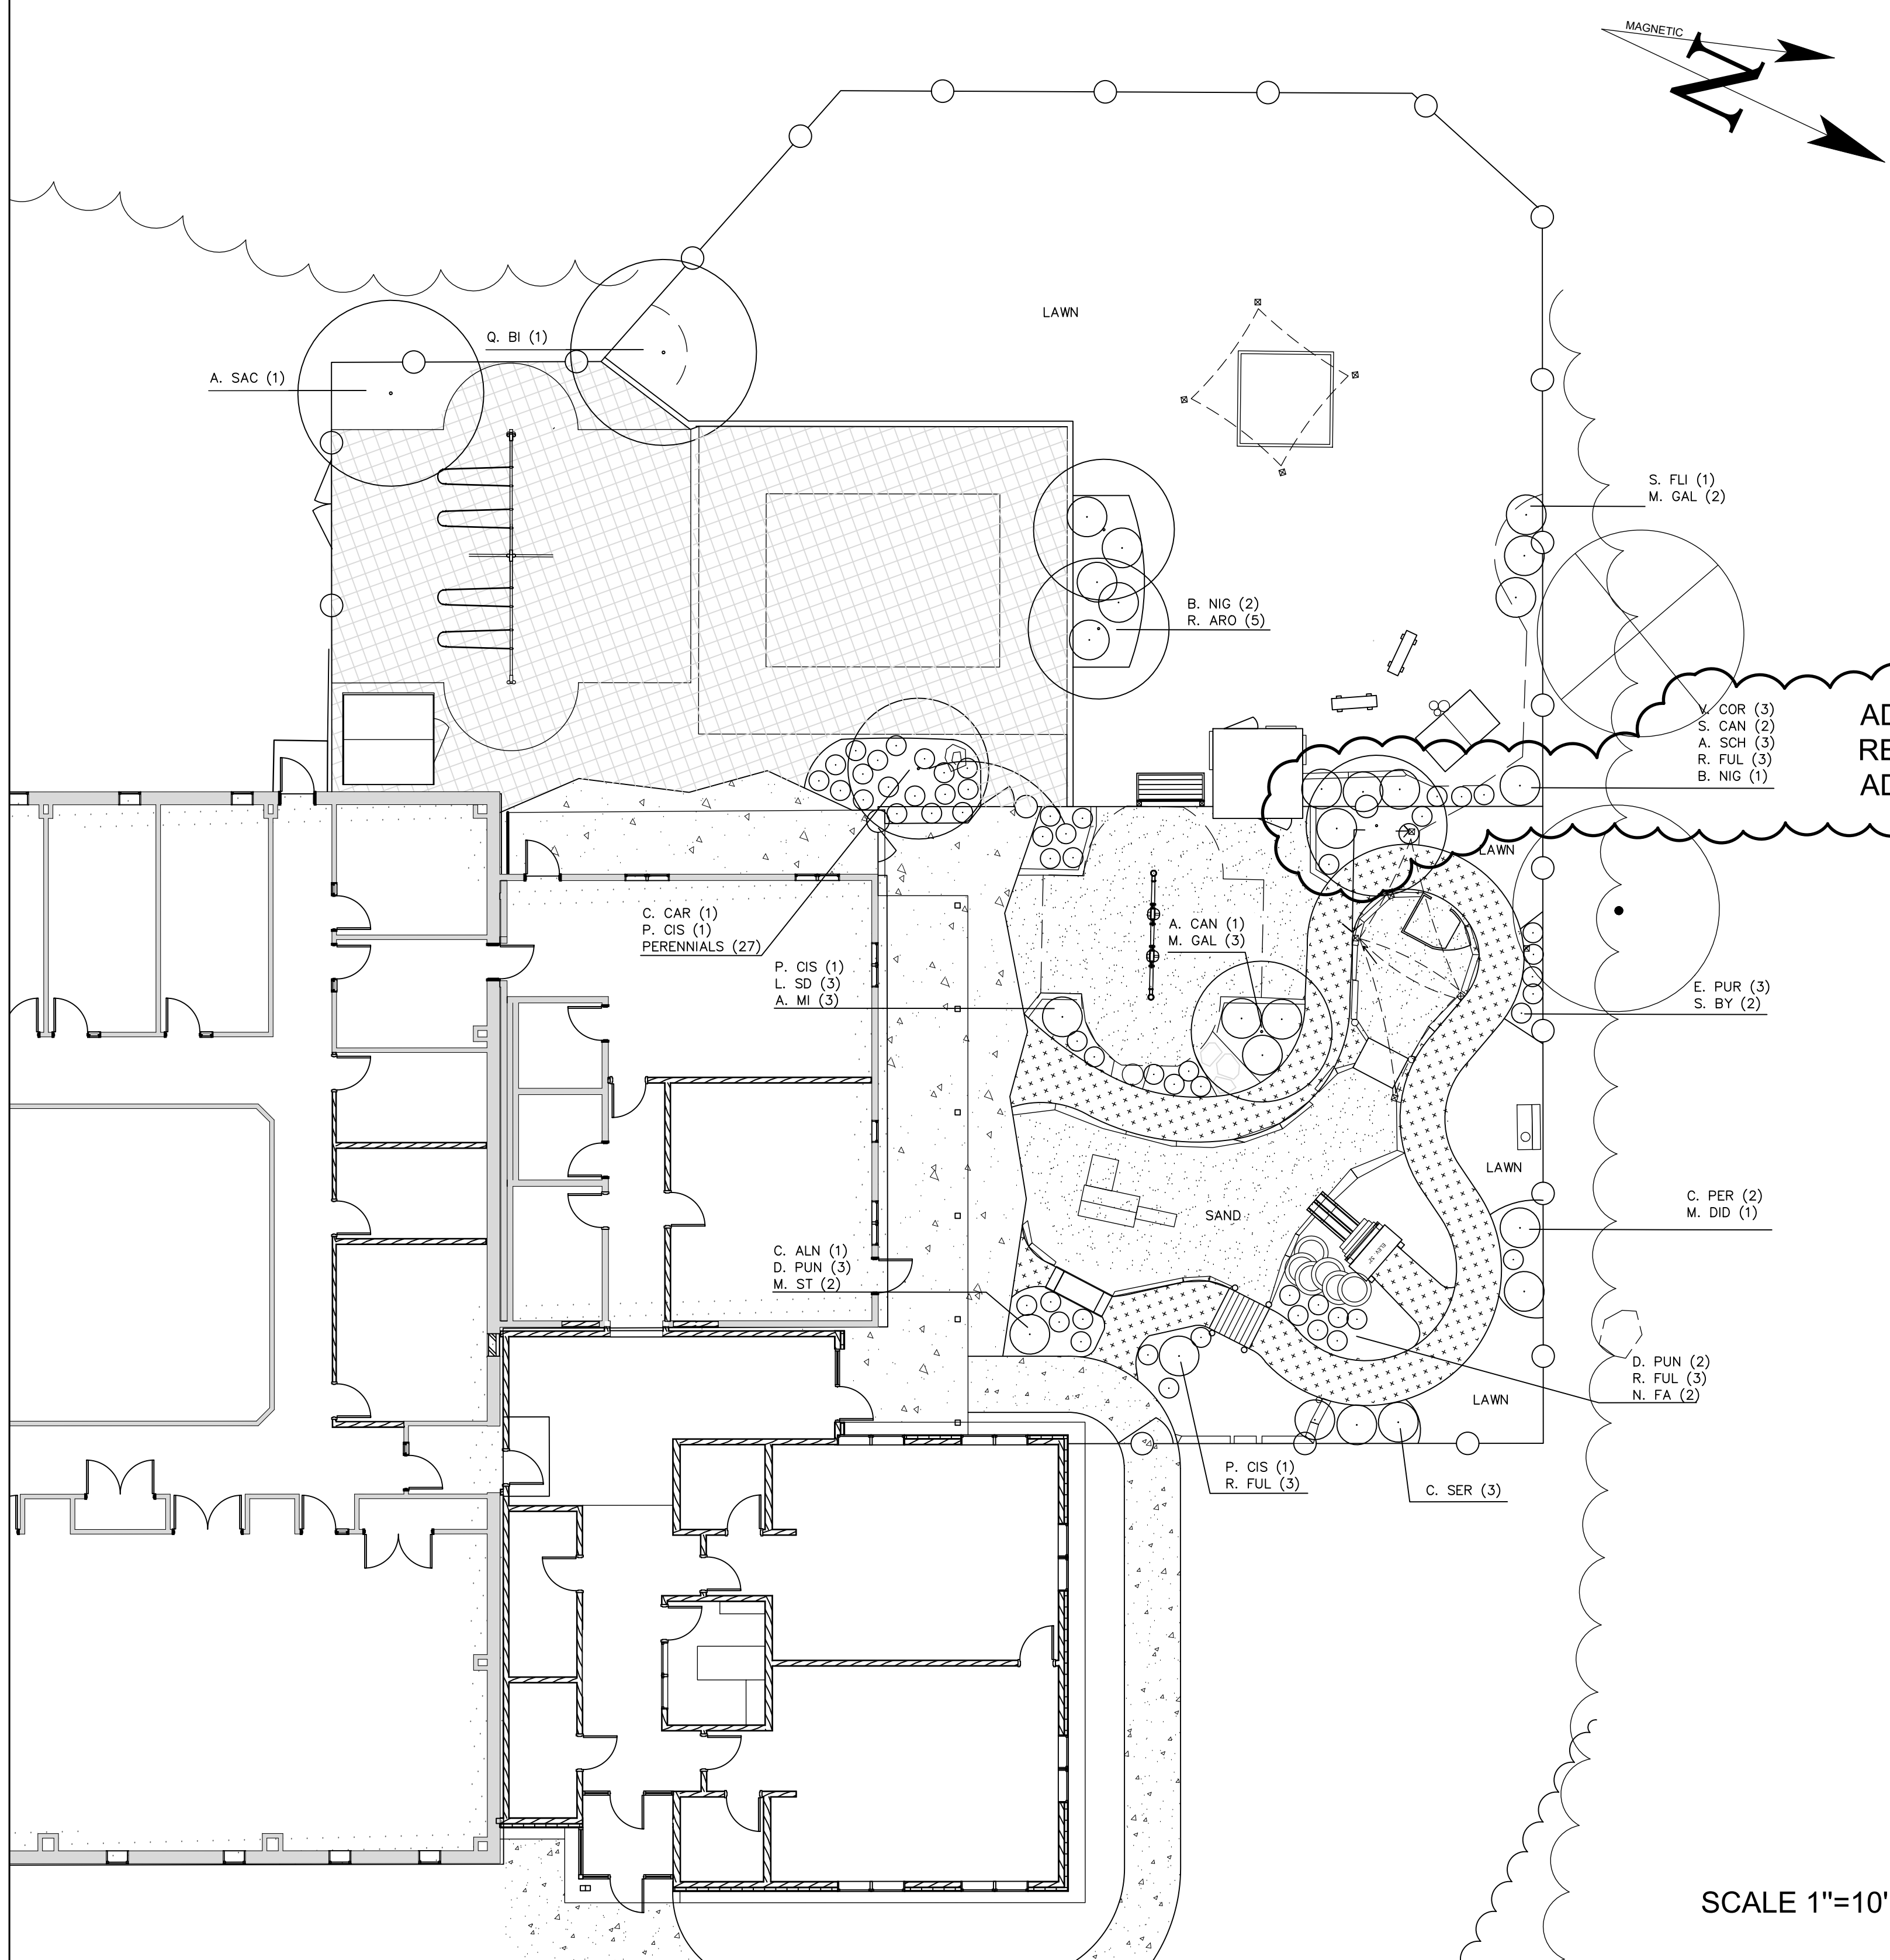 MAGNETIC
N
LAWN
Q. BI (1)
A. SAC (1)
S. FLI (1)
M. GAL (2)
B. NIG (2)
R. ARO (5)
V. COR (3)
S. CAN (2)
A. SCH (3)
R. FUL (3)
B. NIG (1)
AD
RE
AD
LAWN
C. CAR (1)
P. CIS (1)
PERENNIALS (27)
A. CAN (1)
M. GAL (3)
P. CIS (1)
L. SD (3)
A. MI (3)
E. PUR (3)
S. BY (2)
LAWN
C. PER (2)
M. DID (1)
SAND
C. ALN (1)
D. PUN (3)
M. ST (2)
D. PUN (2)
R. FUL (3)
N. FA (2)
LAWN
P. CIS (1)
R. FUL (3)
C. SER (3)
SCALE 1"=10'